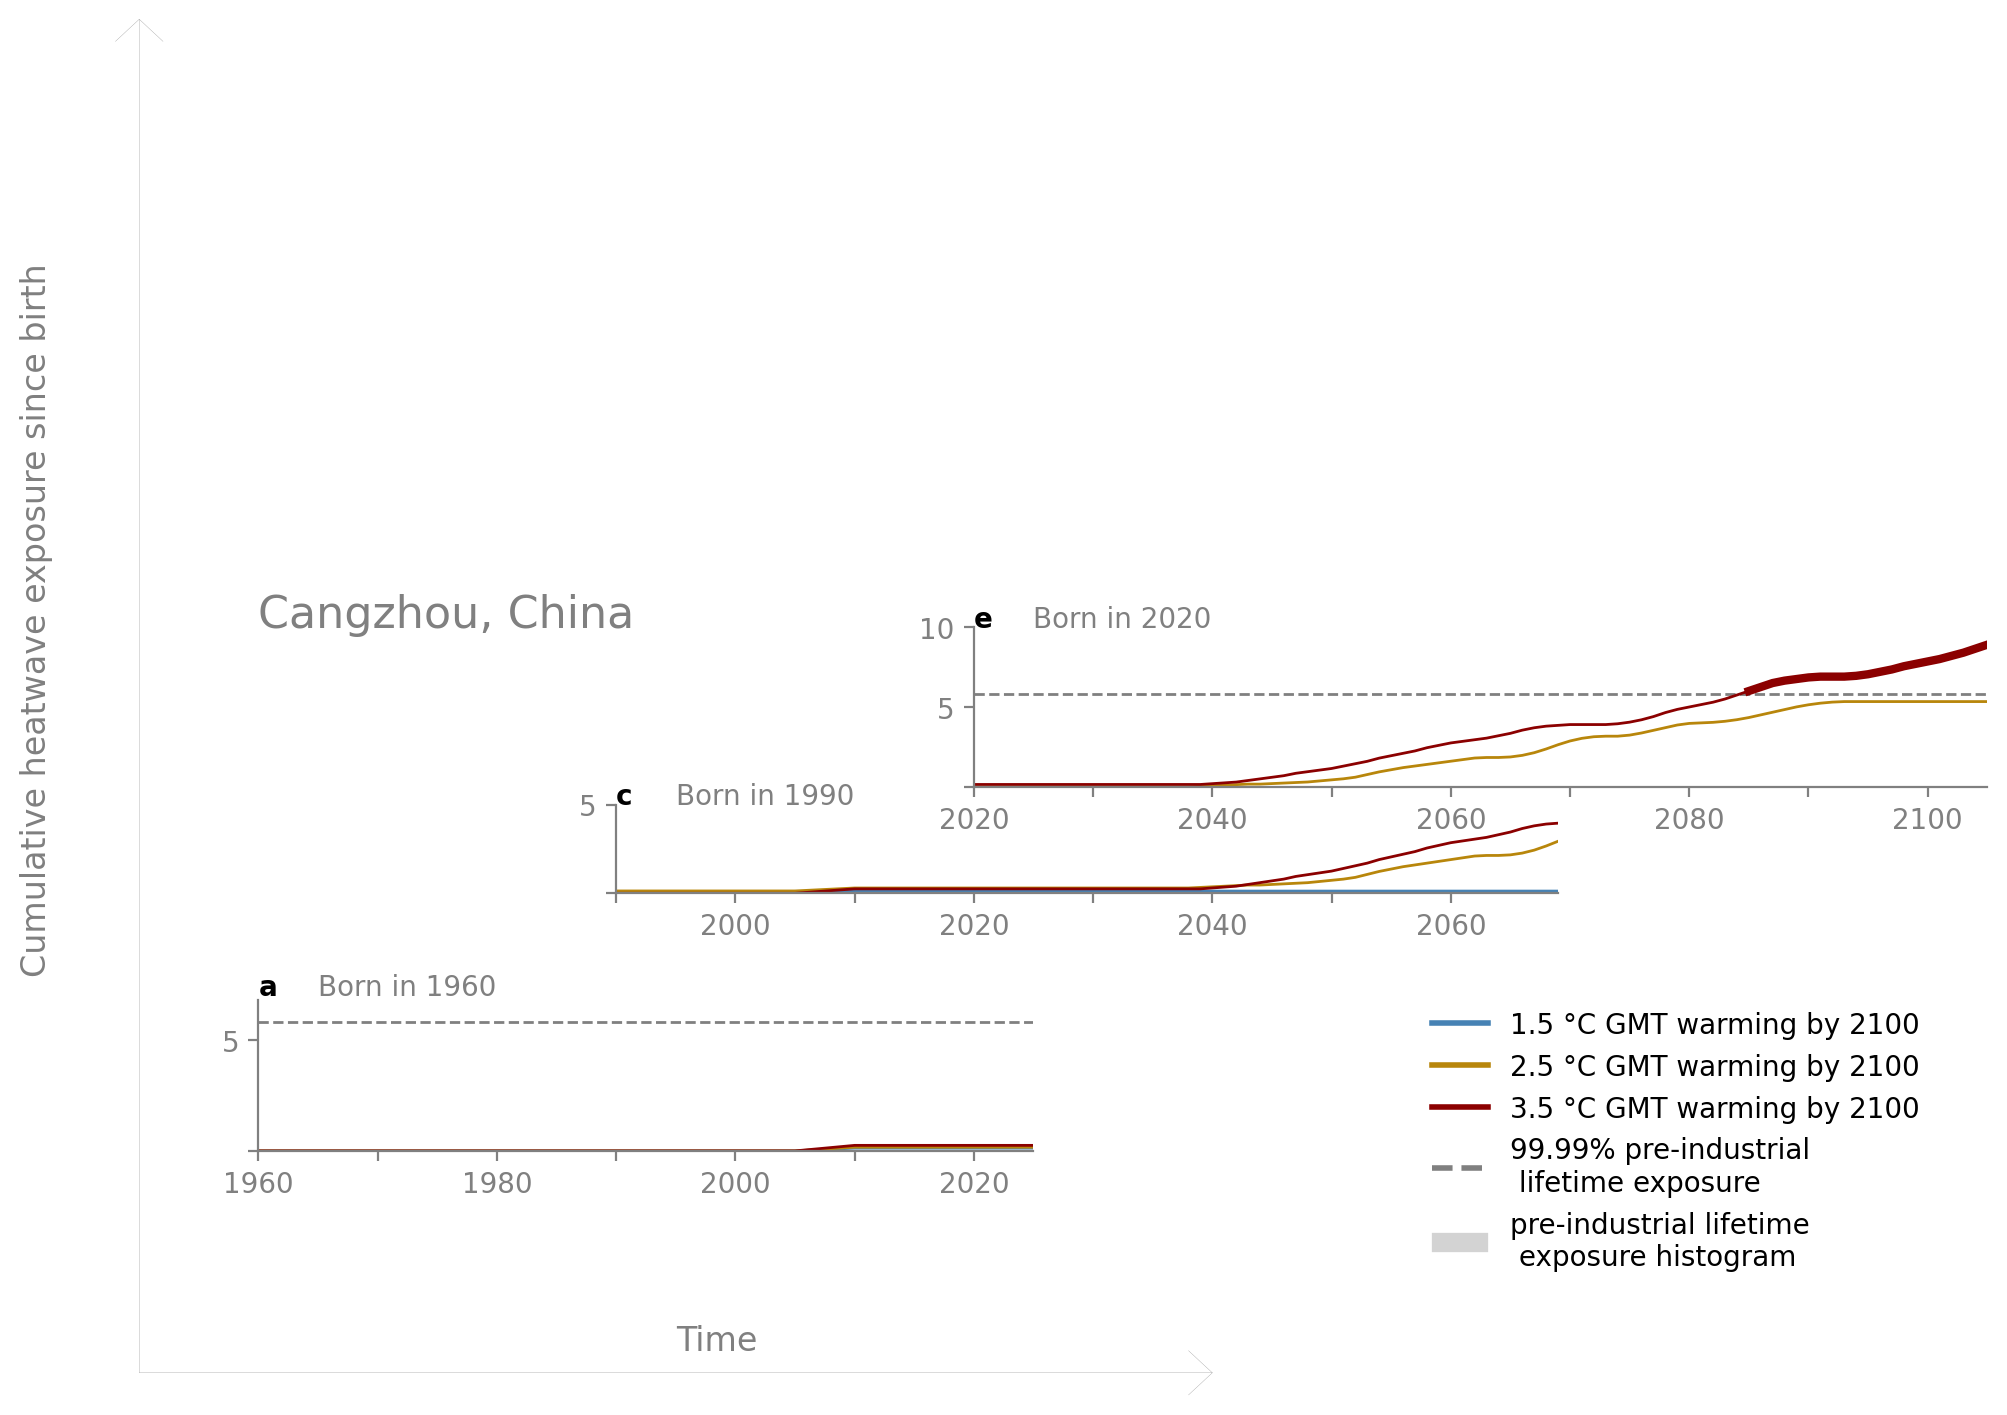 Cumulative heatwave exposure since birth
Cangzhou, China
e Born in 2020
10
5
2020 2040 2060 2080 2100
c Born in 1990
5
2000 2020 2040 2060
a Born in 1960
5
1960 1980 2000 2020
1.5 °C GMT warming by 2100
2.5 °C GMT warming by 2100
3.5 °C GMT warming by 2100
99.99% pre-industrial
lifetime exposure
pre-industrial lifetime
exposure histogram
Time